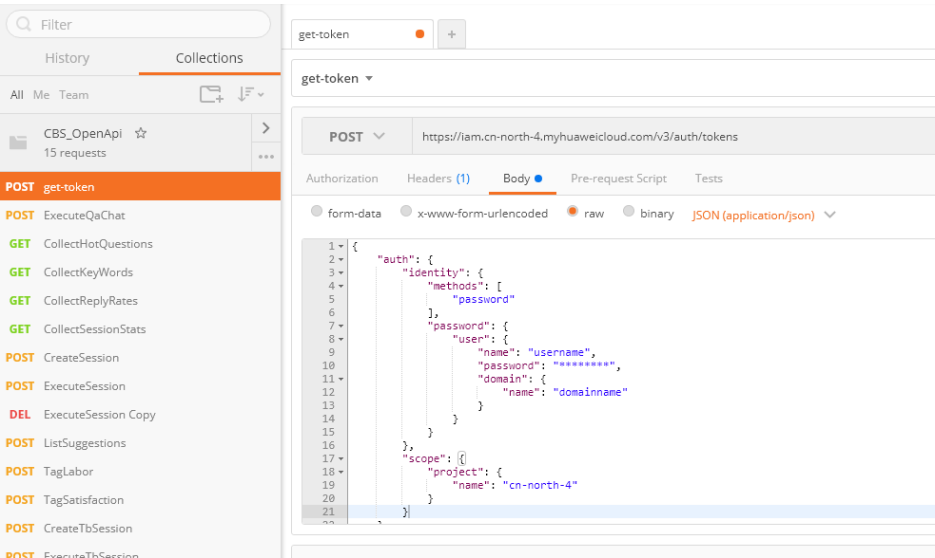 Filter
History Collections
All Me Team
CBS_OpenApi
15 requests
POST get-token
POST ExecuteQaChat
GET CollectHotQuestions
GET CollectKeyWords
GET CollectReplyRates
GET CollectSessionStats
POST CreateSession
POST ExecuteSession
DEL ExecuteSession Copy
POST ListSuggestions
POST TagLabor
POST TagSatisfaction
POST CreateTbSession
POST ExecuteTbSession
get-token
get-token
POST https://iam.cn-north-4.myhuaweicloud.com/v3/auth/tokens
Authorization Headers (1) Body Pre-request Script Tests
form-data x-www-form-urlencoded raw binary JSON (application/json)
1 {
2 "auth": {
3 "identity": {
4 "methods": [
5 "password"
6 ],
7 "password": {
8 "user": {
9 "name": "username",
10 "password": "********",
11 "domain": {
12 "name": "domainname"
13 }
14 }
15 }
16 },
17 "scope": {
18 "project": {
19 "name": "cn-north-4"
20 }
21 }
22 }